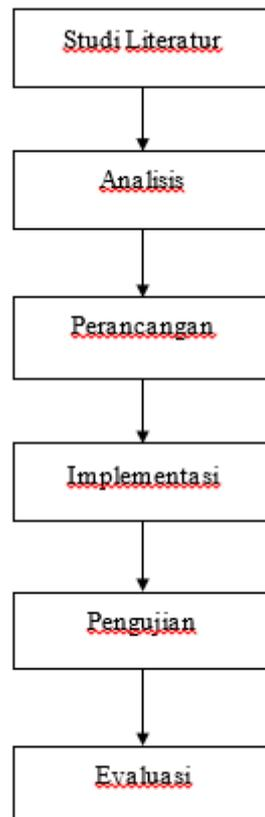 Studi Literatur
Analisis
Perancangan
Implementasi
Pengujian
Evaluasi